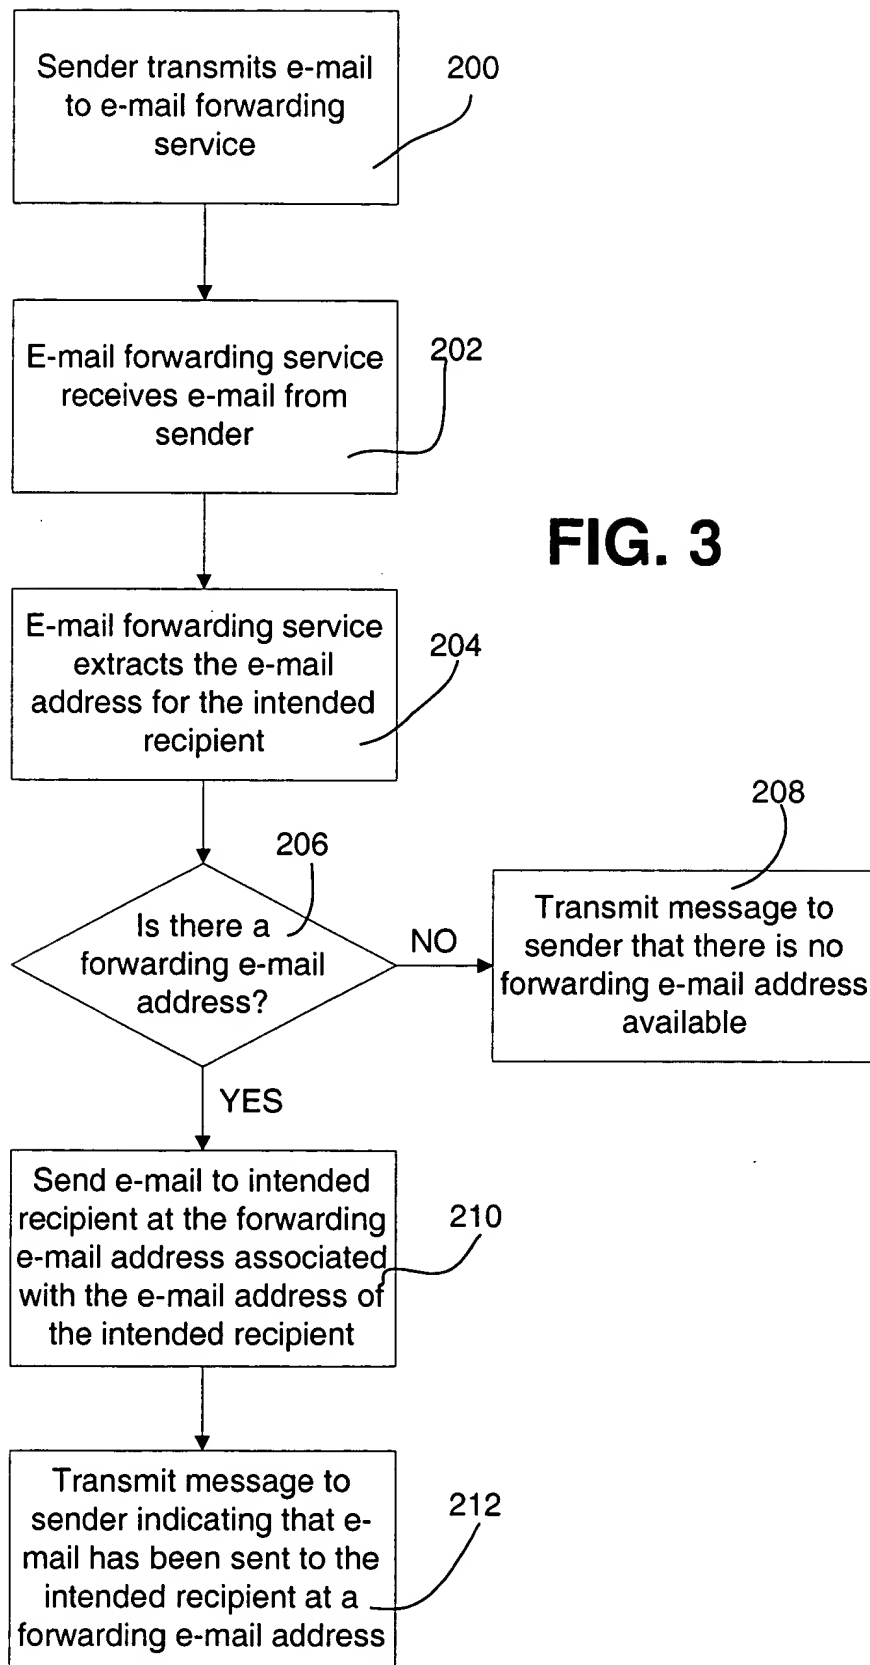 Sender transmits e-mail
to e-mail forwarding
service
200
E-mail forwarding service
receives e-mail from
sender
202
FIG. 3
E-mail forwarding service
extracts the e-mail
address for the intended
recipient
204
206
Is there a
forwarding e-mail
address?
NO
208
Transmit message to
sender that there is no
forwarding e-mail address
available
YES
Send e-mail to intended
recipient at the forwarding
e-mail address associated
with the e-mail address of
the intended recipient
210
Transmit message to
sender indicating that e-
mail has been sent to the
intended recipient at a
forwarding e-mail address
212